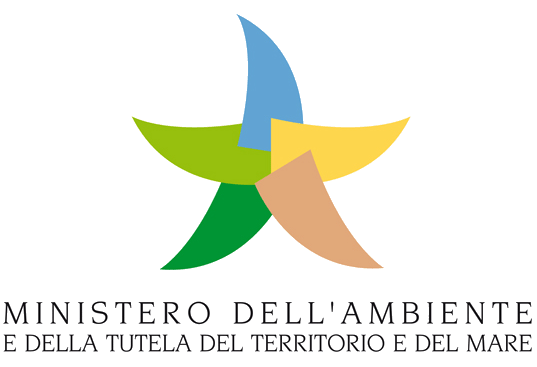 MINISTERO DELL'AMBIENTE
E DELLA TUTELA DEL TERRITORIO E DEL MARE